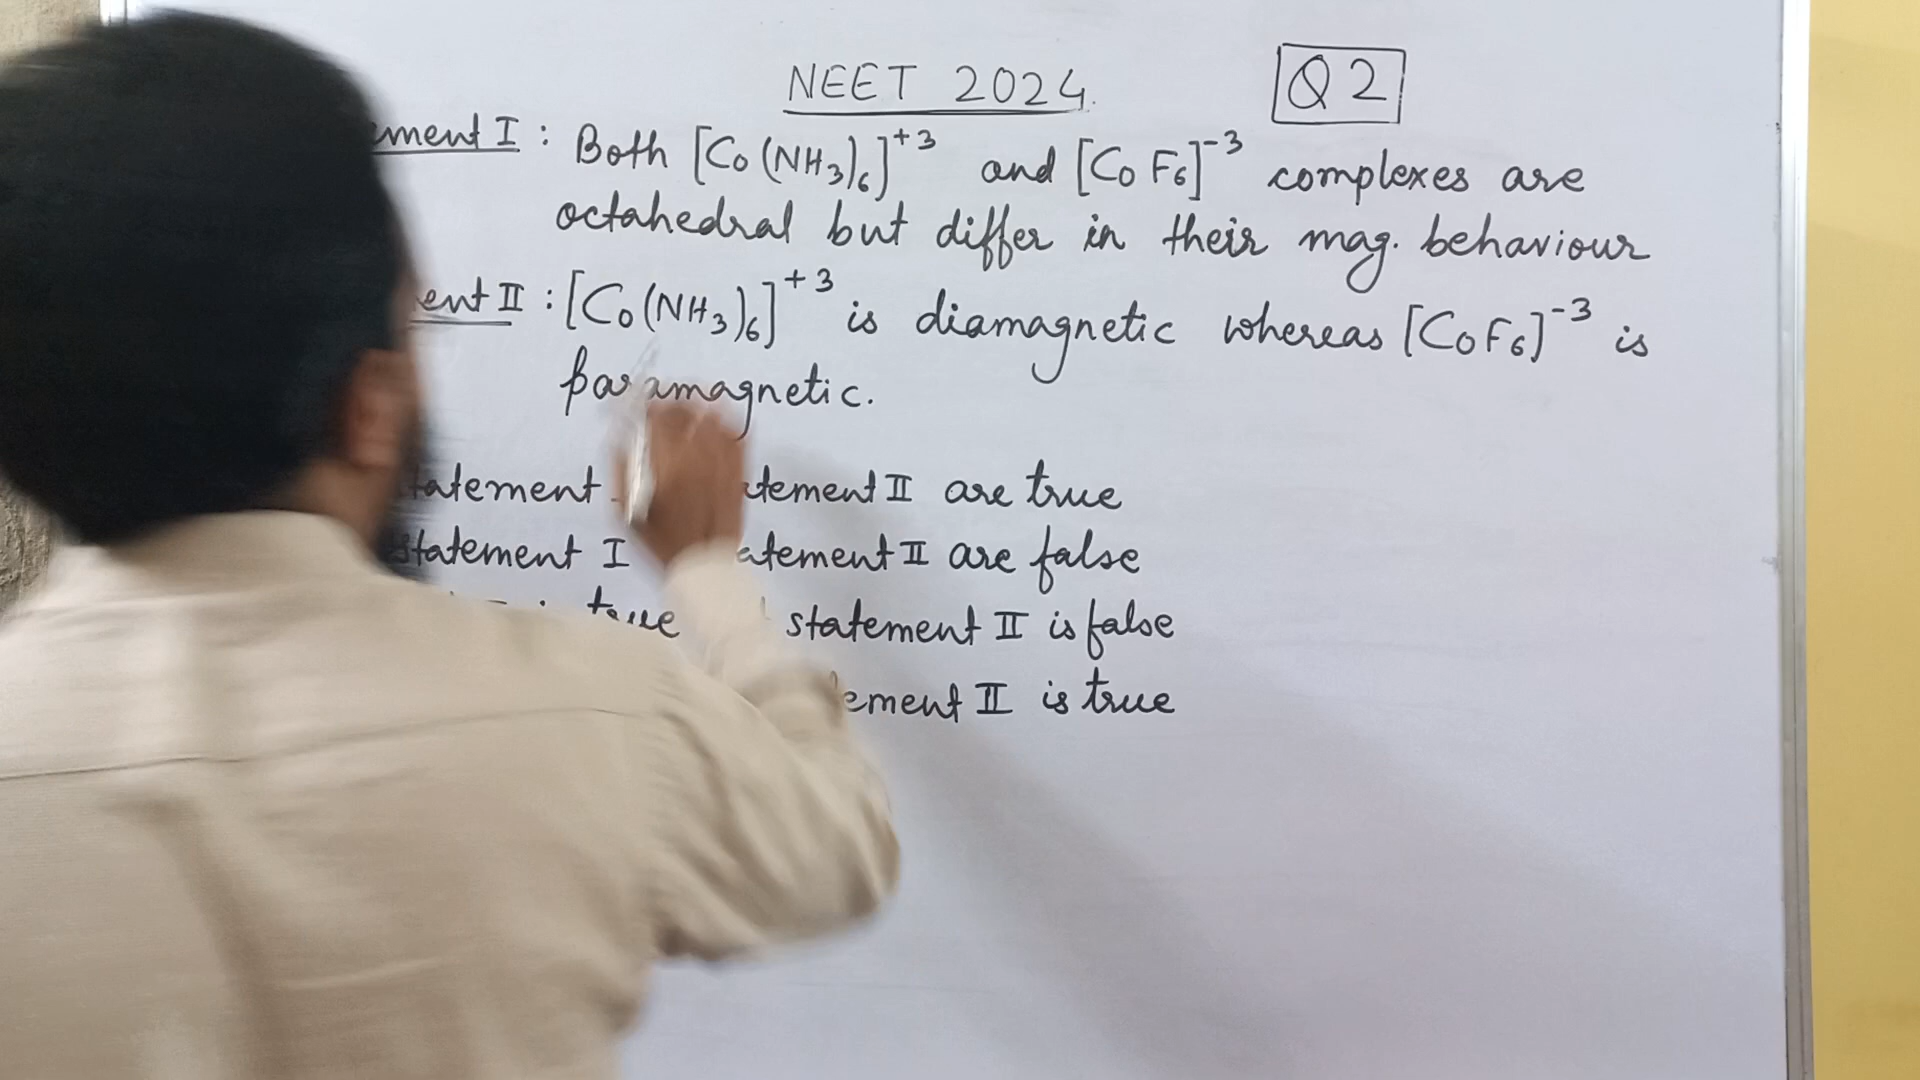 NEET 2024.
Q2
ment I : Both [Co(NH3)6]+3 and [CoF6]-3 complexes are
octahedral but differ in their mag. behaviour
ent II : [Co(NH3)6]+3 is diamagnetic whereas [CoF6]-3 is
paramagnetic.
tatement tement II are true
statement I atement II are false
true statement II is false
ement II is true